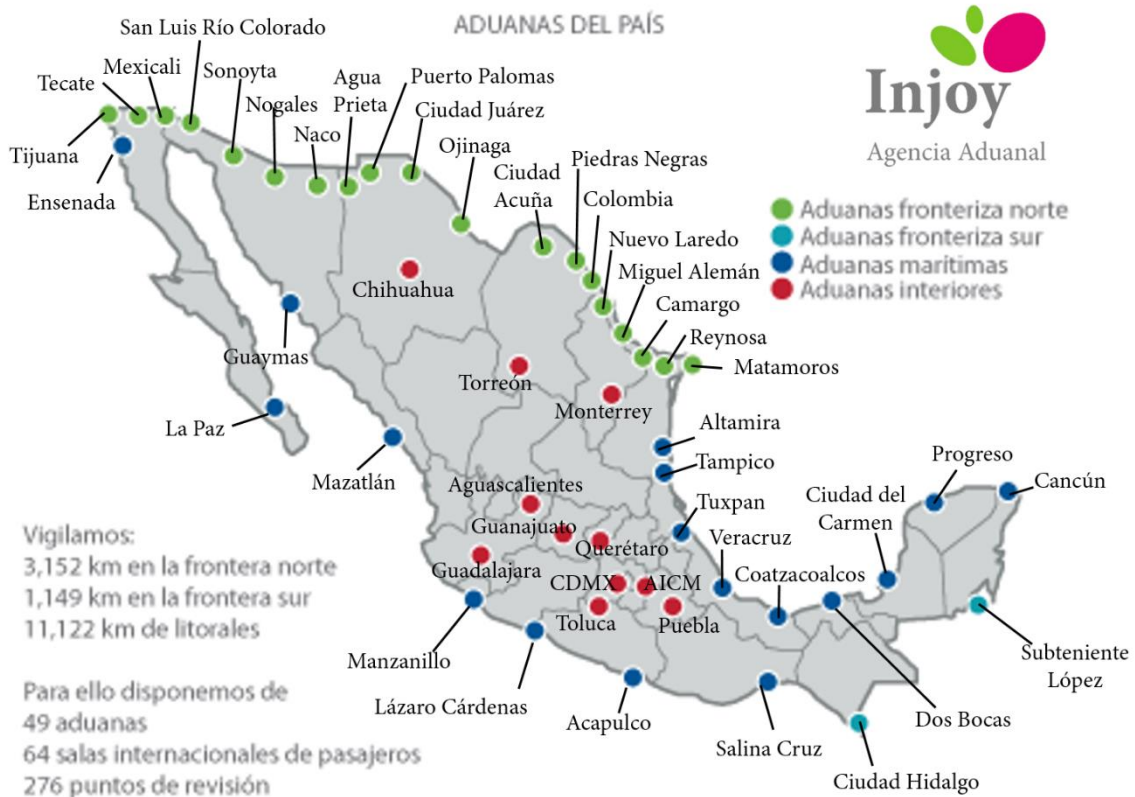 ADUANAS DEL PAÍS
Injoy
Agencia Aduanal
Aduanas fronteriza norte
Aduanas fronteriza sur
Aduanas marítimas
Aduanas interiores
San Luis Río Colorado
Mexicali
Tecate
Sonoyta
Nogales
Naco
Agua
Prieta
Puerto Palomas
Ciudad Juárez
Ojinaga
Ciudad
Acuña
Piedras Negras
Colombia
Nuevo Laredo
Miguel Alemán
Camargo
Reynosa
Matamoros
Tijuana
Ensenada
Chihuahua
Guaymas
Torreón
Monterrey
La Paz
Mazatlán
Altamira
Tampico
Aguascalientes
Guanajuato
Querétaro
Guadalajara
Tuxpan
Veracruz
CDMX
AICM
Toluca
Puebla
Coatzacoalcos
Ciudad del
Carmen
Progreso
Cancún
Manzanillo
Lázaro Cárdenas
Acapulco
Salina Cruz
Dos Bocas
Subteniente
López
Ciudad Hidalgo
Vigilamos:
3,152 km en la frontera norte
1,149 km en la frontera sur
11,122 km de litorales
Para ello disponemos de
49 aduanas
64 salas internacionales de pasajeros
276 puntos de revisión